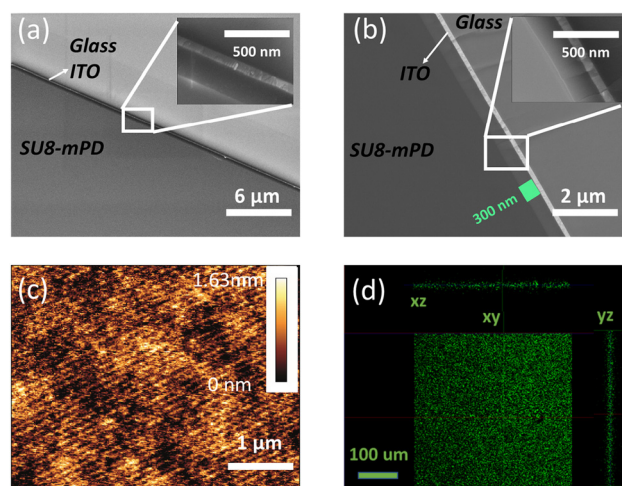 (a)
Glass
ITO
500 nm
SU8-mPD
6 μm
(b)
Glass
ITO
500 nm
SU8-mPD
300 nm
2 μm
(c)
1.63nm
0 nm
1 μm
(d)
xz
xy
yz
100 um